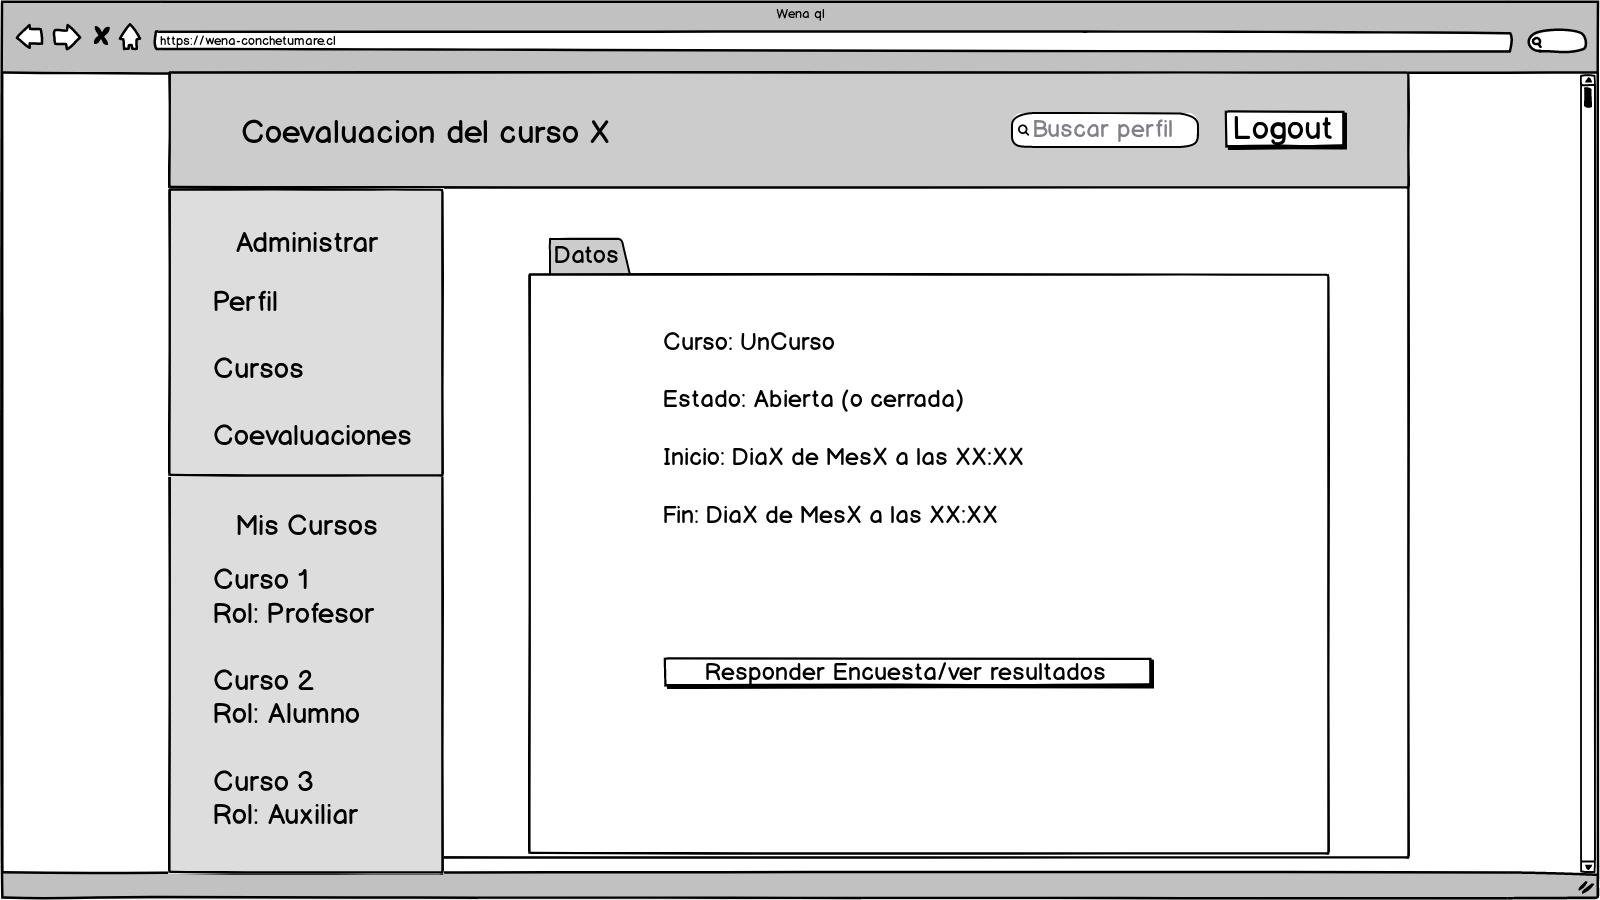 Wena ql
https://wena-conchetumare.cl
Coevaluacion del curso X
Buscar perfil
Logout
Administrar
Perfil
Cursos
Coevaluaciones
Mis Cursos
Curso 1
Rol: Profesor
Curso 2
Rol: Alumno
Curso 3
Rol: Auxiliar
Datos
Curso: UnCurso
Estado: Abierta (o cerrada)
Inicio: DiaX de MesX a las XX:XX
Fin: DiaX de MesX a las XX:XX
Responder Encuesta/ver resultados